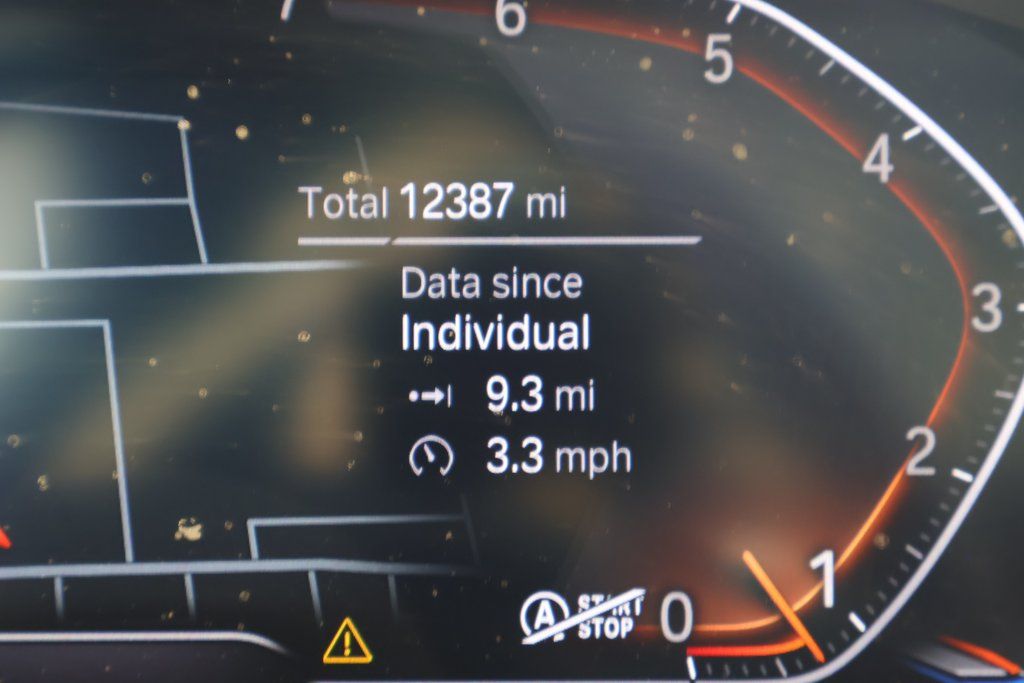 7
6
5
4
3
2
1
0
Total 12387 mi
Data since
Individual
9.3 mi
3.3 mph
A START
STOP